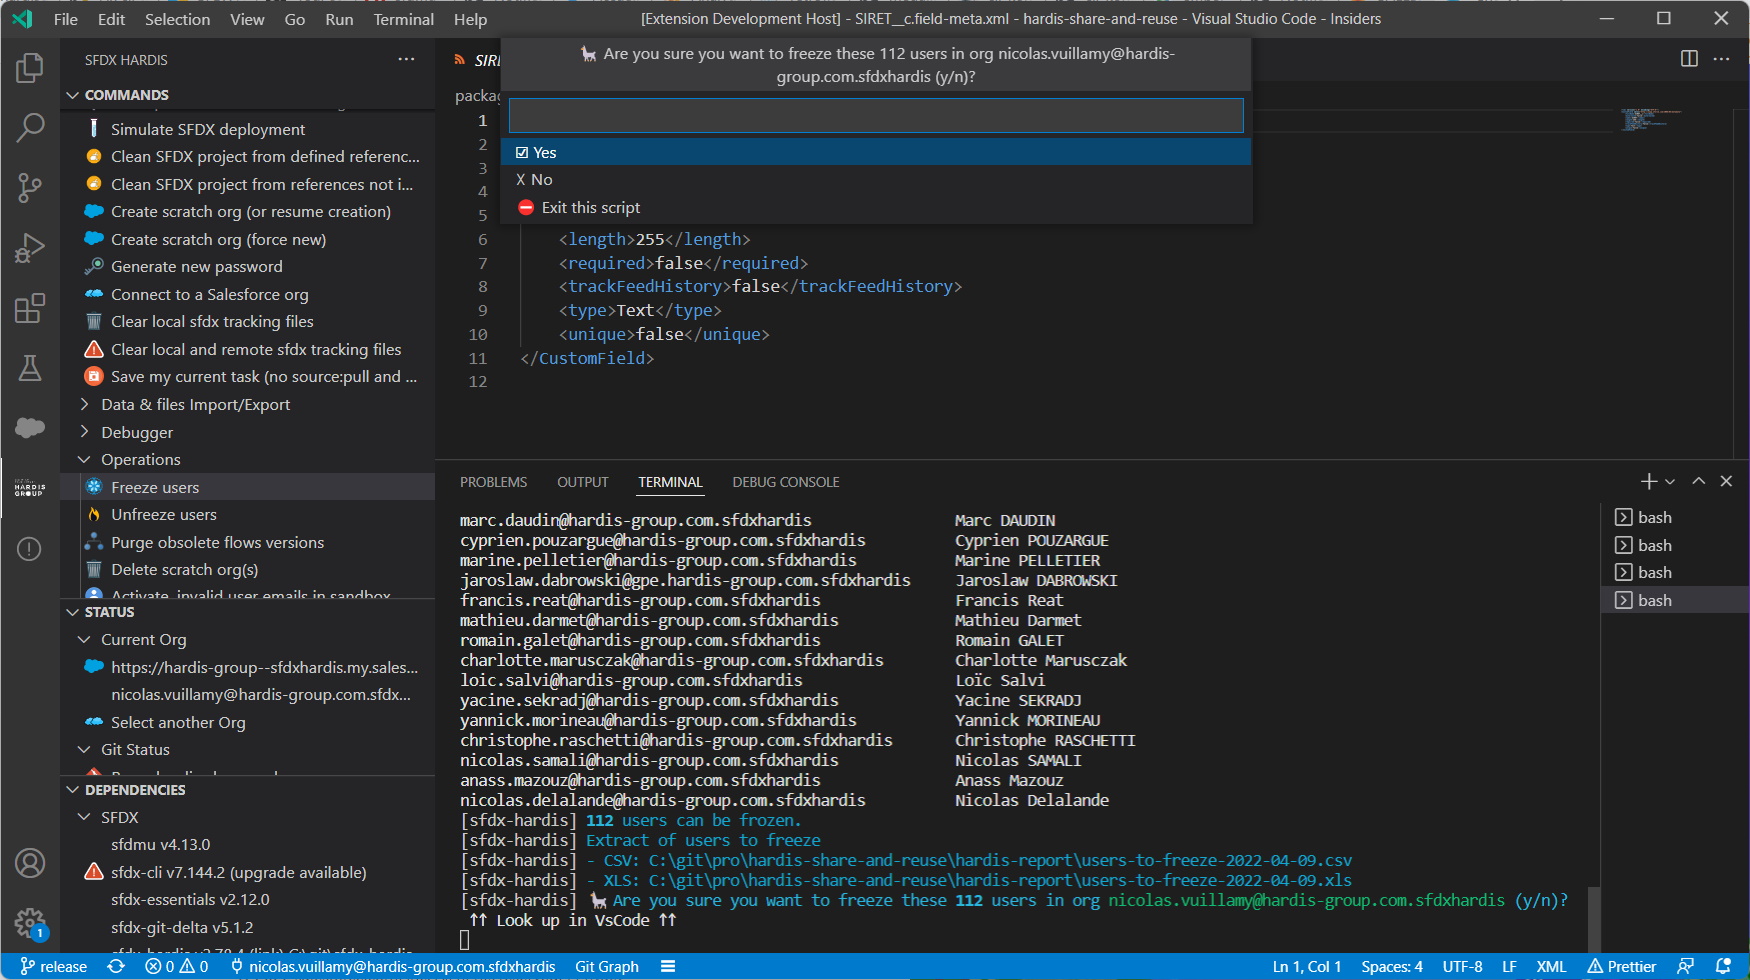 File Edit Selection View Go Run Terminal Help
[Extension Development Host] - SIRET__c.field-meta.xml - hardis-share-and-reuse - Visual Studio Code - Insiders
SFDX HARDIS
COMMANDS
Simulate SFDX deployment
Clean SFDX project from defined referenc...
Clean SFDX project from references not i...
Create scratch org (or resume creation)
Create scratch org (force new)
Generate new password
Connect to a Salesforce org
Clear local sfdx tracking files
Clear local and remote sfdx tracking files
Save my current task (no source:pull and ...
Data & files Import/Export
Debugger
Operations
Freeze users
Unfreeze users
Purge obsolete flows versions
Delete scratch org(s)
Activate .invalid user emails in sandbox
HARDIS
GROUP
STATUS
Current Org
https://hardis-group--sfdxhardis.my.sales...
nicolas.vuillamy@hardis-group.com.sfdx...
Select another Org
Git Status
DEPENDENCIES
SFDX
sfdmu v4.13.0
sfdx-cli v7.144.2 (upgrade available)
sfdx-essentials v2.12.0
sfdx-git-delta v5.1.2
1
SIRE
Are you sure you want to freeze these 112 users in org nicolas.vuillamy@hardis-
group.com.sfdxhardis (y/n)?
packag
Yes
X No
Exit this script
1
2
3
4
5
6 <length>255</length>
7 <required>false</required>
8 <trackFeedHistory>false</trackFeedHistory>
9 <type>Text</type>
10 <unique>false</unique>
11 </CustomField>
12
PROBLEMS OUTPUT TERMINAL DEBUG CONSOLE
marc.daudin@hardis-group.com.sfdxhardis Marc DAUDIN
cyprien.pouzargue@hardis-group.com.sfdxhardis Cyprien POUZARGUE
marine.pelletier@hardis-group.com.sfdxhardis Marine PELLETIER
jaroslaw.dabrowski@gpe.hardis-group.com.sfdxhardis Jaroslaw DABROWSKI
francis.reat@hardis-group.com.sfdxhardis Francis Reat
mathieu.darmet@hardis-group.com.sfdxhardis Mathieu Darmet
romain.galet@hardis-group.com.sfdxhardis Romain GALET
charlotte.marusczak@hardis-group.com.sfdxhardis Charlotte Marusczak
loic.salvi@hardis-group.com.sfdxhardis Loïc Salvi
yacine.sekradj@hardis-group.com.sfdxhardis Yacine SEKRADJ
yannick.morineau@hardis-group.com.sfdxhardis Yannick MORINEAU
christophe.raschetti@hardis-group.com.sfdxhardis Christophe RASCHETTI
nicolas.samali@hardis-group.com.sfdxhardis Nicolas SAMALI
anass.mazouz@hardis-group.com.sfdxhardis Anass Mazouz
nicolas.delalande@hardis-group.com.sfdxhardis Nicolas Delalande
[sfdx-hardis] 112 users can be frozen.
[sfdx-hardis] Extract of users to freeze
[sfdx-hardis] - CSV: C:\git\pro\hardis-share-and-reuse\hardis-report\users-to-freeze-2022-04-09.csv
[sfdx-hardis] - XLS: C:\git\pro\hardis-share-and-reuse\hardis-report\users-to-freeze-2022-04-09.xls
[sfdx-hardis] Are you sure you want to freeze these 112 users in org nicolas.vuillamy@hardis-group.com.sfdxhardis (y/n)?
⇈ Look up in VsCode ⇈
bash
bash
bash
bash
release 0 0 nicolas.vuillamy@hardis-group.com.sfdxhardis Git Graph
Ln 1, Col 1 Spaces: 4 UTF-8 LF XML Prettier